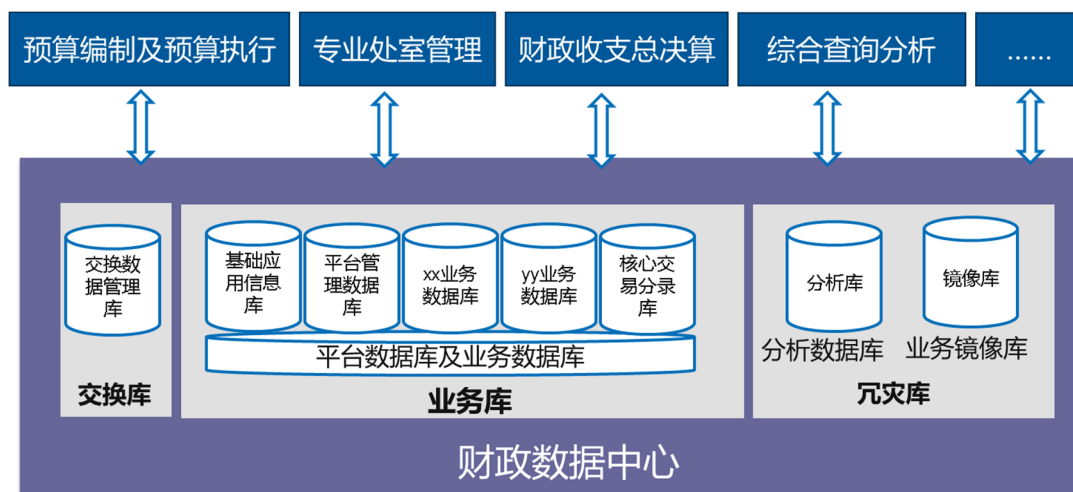 预算编制及预算执行
专业处室管理
财政收支总决算
综合查询分析
......
交换数
据管理
库
基础应
用信息
库
平台管
理数据
库
xx业务
数据库
yy业务
数据库
核心交
易分录
库
分析库
镜像库
平台数据库及业务数据库
分析数据库
业务镜像库
交换库
业务库
冗灾库
财政数据中心